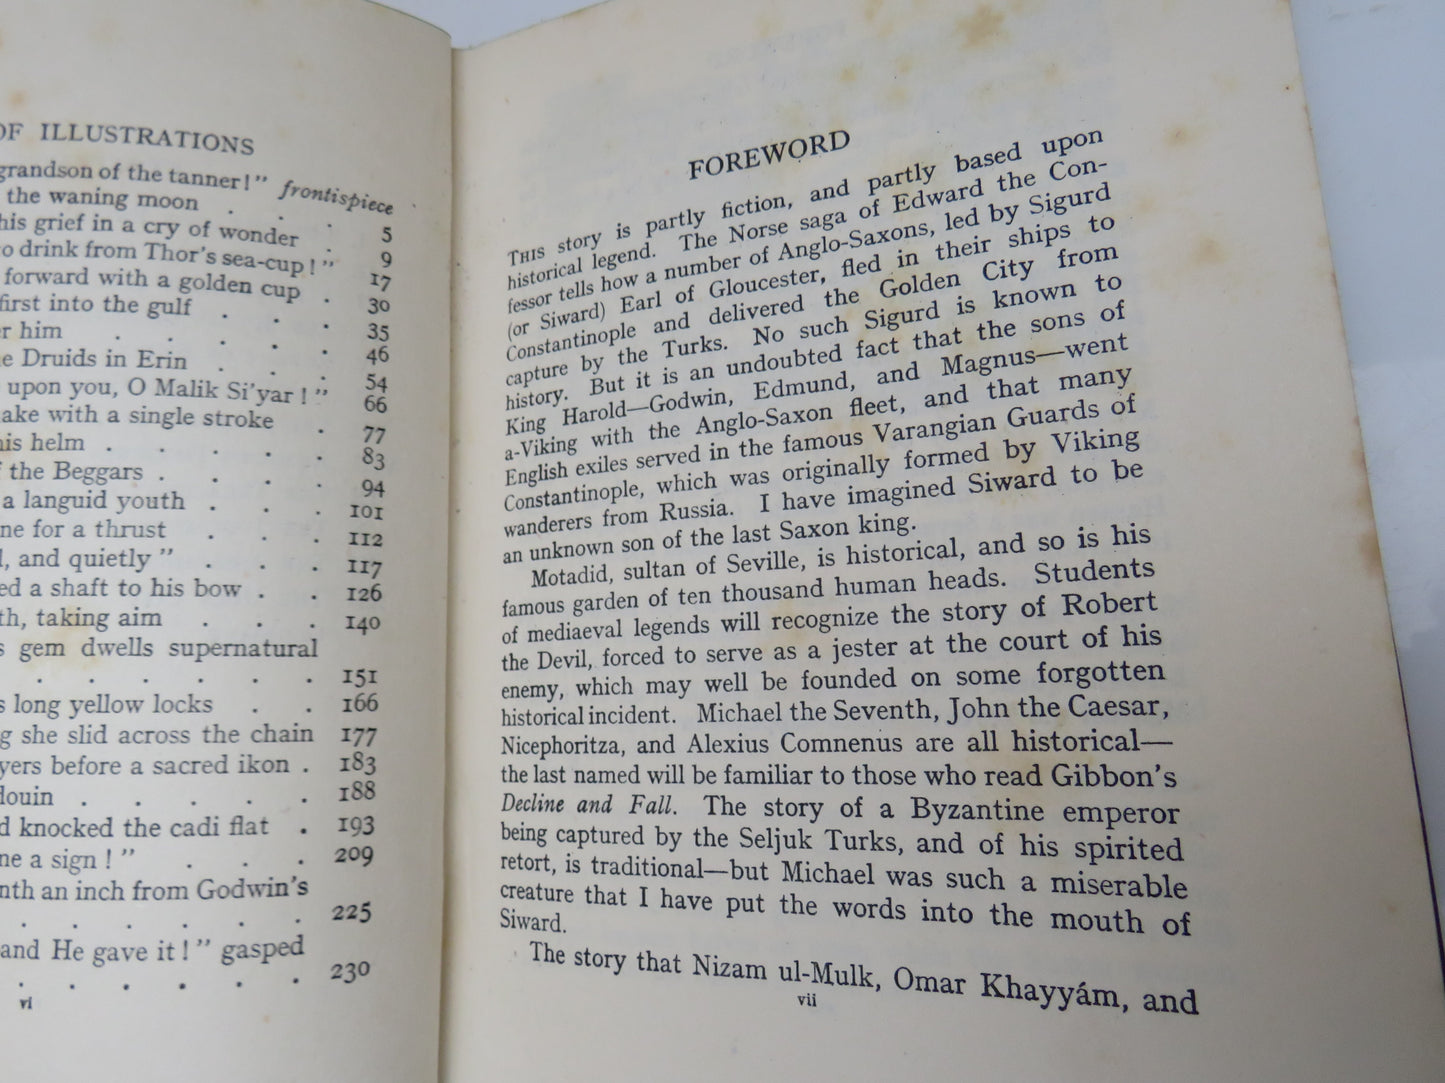 OF ILLUSTRATIONS
grandson of the tanner!" frontispiece
the waning moon . . . 5
his grief in a cry of wonder 9
to drink from Thor's sea-cup!" 17
forward with a golden cup . 30
first into the gulf . . . 35
er him . . . . . 46
he Druids in Erin . . . 54
upon you, O Malik Si'yar!" 66
ake with a single stroke . 77
his helm . . . . . 83
f the Beggars . . . . 94
a languid youth . . . 101
ne for a thrust . . . 112
l, and quietly" . . . 117
ed a shaft to his bow . . 126
th, taking aim . . . 140
s gem dwells supernatural
. . . . . . 151
s long yellow locks . . 166
g she slid across the chain 177
yers before a sacred ikon . 183
louin . . . . . 188
d knocked the cadi flat . 193
ne a sign!" . . . 209
nth an inch from Godwin's
. . . . . . 225
and He gave it!" gasped
. . . . . . 230
vi
FOREWORD
THIS story is partly fiction, and partly based upon
historical legend. The Norse saga of Edward the Con-
fessor tells how a number of Anglo-Saxons, led by Sigurd
(or Siward) Earl of Gloucester, fled in their ships to
Constantinople and delivered the Golden City from
capture by the Turks. No such Sigurd is known to
history. But it is an undoubted fact that the sons of
King Harold—Godwin, Edmund, and Magnus—went
a-Viking with the Anglo-Saxon fleet, and that many
English exiles served in the famous Varangian Guards of
Constantinople, which was originally formed by Viking
wanderers from Russia. I have imagined Siward to be
an unknown son of the last Saxon king.
Motadid, sultan of Seville, is historical, and so is his
famous garden of ten thousand human heads. Students
of mediaeval legends will recognize the story of Robert
the Devil, forced to serve as a jester at the court of his
enemy, which may well be founded on some forgotten
historical incident. Michael the Seventh, John the Caesar,
Nicephoritza, and Alexius Comnenus are all historical—
the last named will be familiar to those who read Gibbon's
Decline and Fall. The story of a Byzantine emperor
being captured by the Seljuk Turks, and of his spirited
retort, is traditional—but Michael was such a miserable
creature that I have put the words into the mouth of
Siward.
The story that Nizam ul-Mulk, Omar Khayyám, and
vii